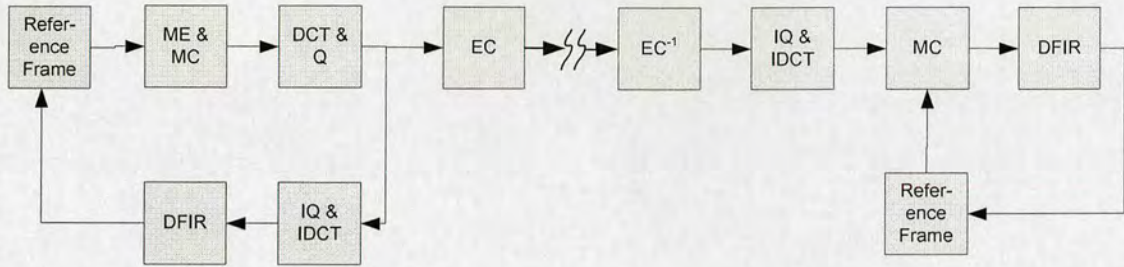 Refer-
ence
Frame
ME &
MC
DCT &
Q
EC
EC⁻¹
IQ &
IDCT
MC
DFIR
DFIR
IQ &
IDCT
Refer-
ence
Frame